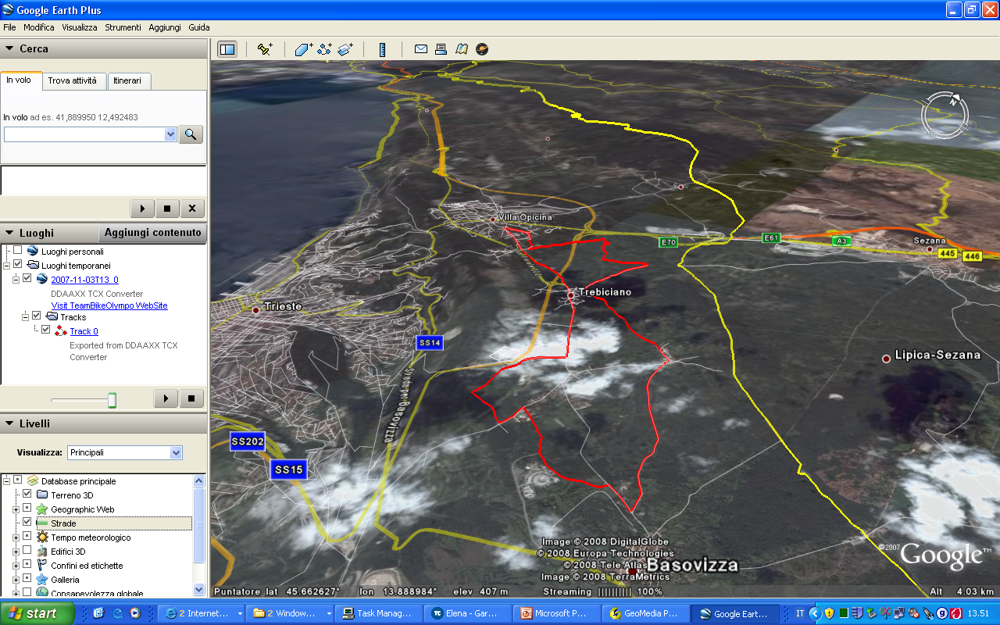 Google Earth Plus
File Modifica Visualizza Strumenti Aggiungi Guida
Cerca
In volo Trova attività Itinerari
In volo ad es. 41,889950 12,492483
Luoghi Aggiungi contenuto
Luoghi personali
Luoghi temporanei
2007-11-03T13_0
DDAAXX TCX Converter
Visit TeamBikeOlympo WebSite
Tracks
Track 0
Exported from DDAAXX TCX
Converter
Livelli
Visualizza: Principali
Database principale
Terreno 3D
Geographic Web
Strade
Tempo meteorologico
Edifici 3D
Confini ed etichette
Galleria
Consapevolezza globale
Villa Opicina
E70
E61
A3
Sezana
445
446
Trebiciano
Trieste
SS14
Strada per Basovizza
Lipica-Sezana
SS202
SS15
Image © 2008 DigitalGlobe
© 2008 Europa Technologies
© 2008 Tele Atlas
Image © 2008 TerraMetrics
Basovizza
©2007 Google™
Puntatore lat 45.662627° lon 13.888984° elev 407 m Streaming 100% Alt 4.03 km
start 2 Internet... 2 Window... Task Manag... Elena - Gar... Microsoft P... GeoMedia P... Google Eart... IT 13.51